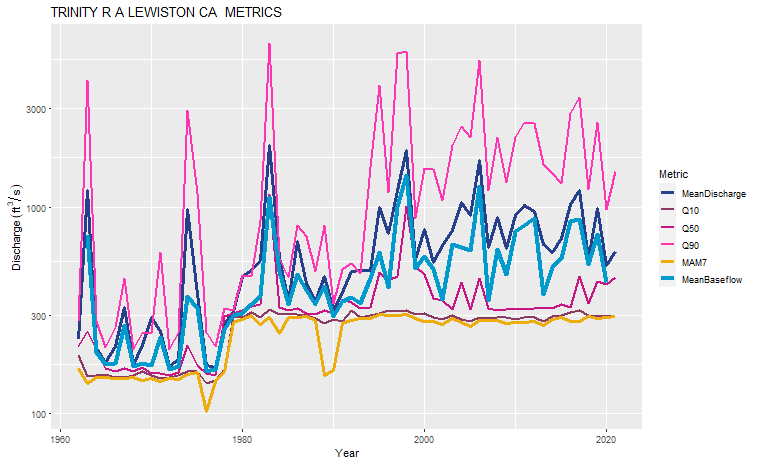 TRINITY R A LEWISTON CA  METRICS
Discharge (ft³/s)
3000
1000
300
100
1960
1980
2000
2020
Year
Metric
MeanDischarge
Q10
Q50
Q90
MAM7
MeanBaseflow